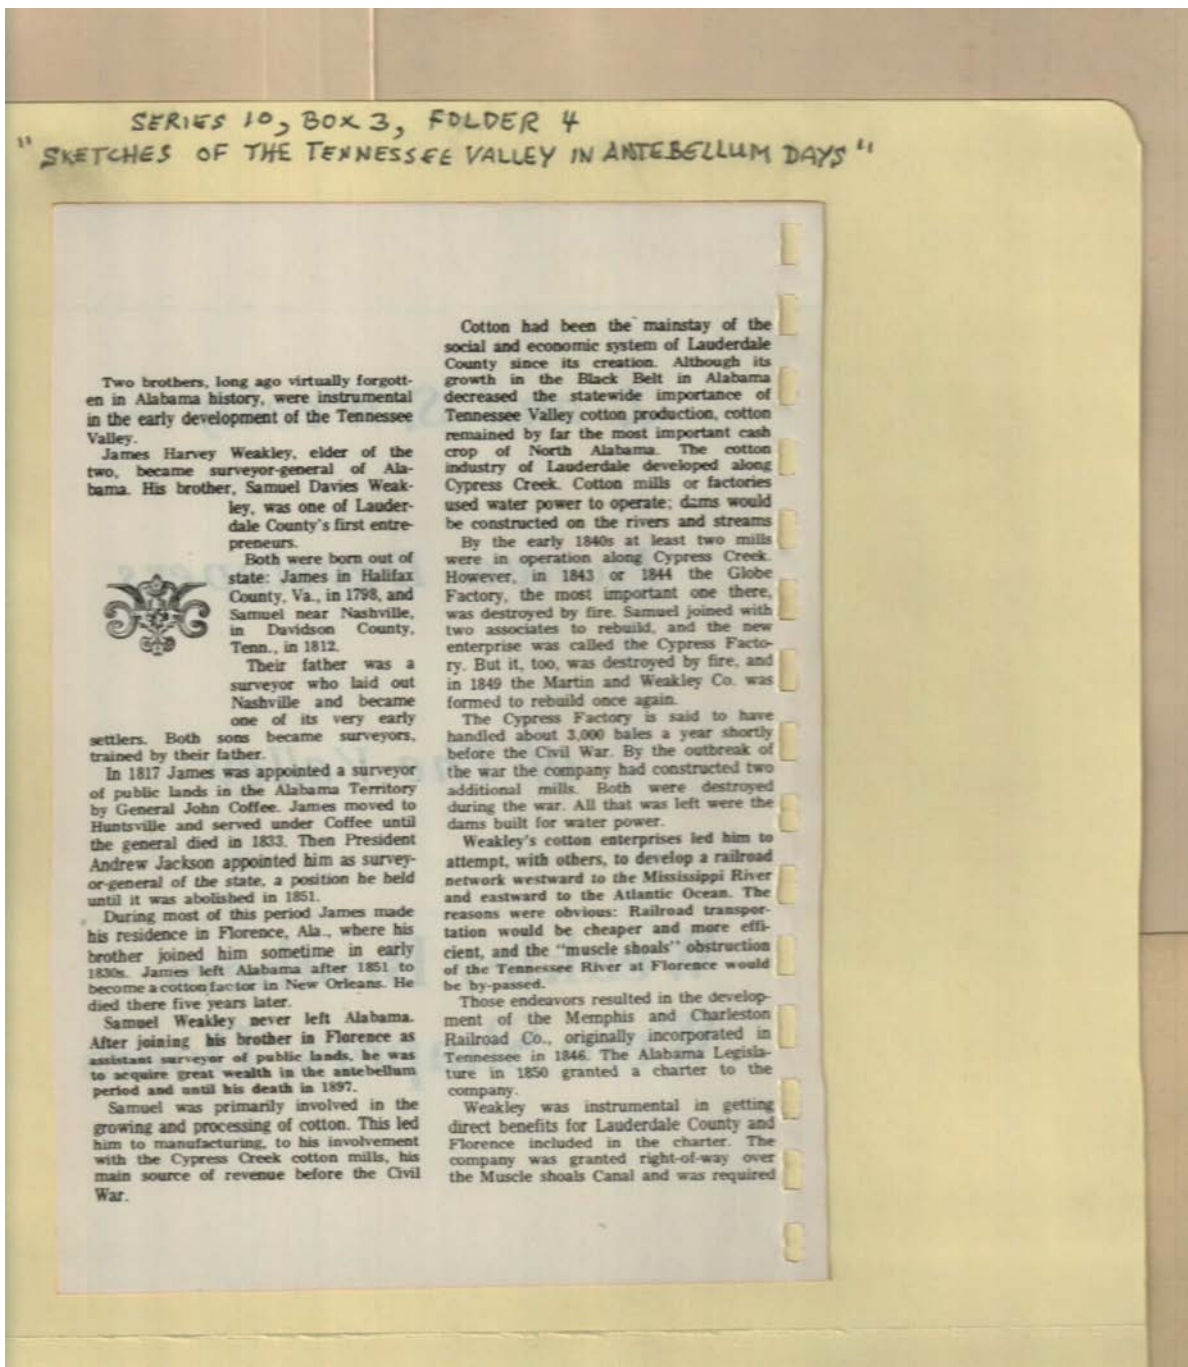 SERIES 10, BOX 3, FOLDER 4
"SKETCHES OF THE TENNESSEE VALLEY IN ANTEBELLUM DAYS"
Two brothers, long ago virtually forgott-
en in Alabama history, were instrumental
in the early development of the Tennessee
Valley.
James Harvey Weakley, elder of the
two, became surveyor-general of Ala-
bama. His brother, Samuel Davies Weak-
ley, was one of Lauder-
dale County's first entre-
preneurs.
Both were born out of
state: James in Halifax
County, Va., in 1798, and
Samuel near Nashville,
in Davidson County,
Tenn., in 1812.
Their father was a
surveyor who laid out
Nashville and became
one of its very early
settlers. Both sons became surveyors,
trained by their father.
In 1817 James was appointed a surveyor
of public lands in the Alabama Territory
by General John Coffee. James moved to
Huntsville and served under Coffee until
the general died in 1833. Then President
Andrew Jackson appointed him as survey-
or-general of the state, a position he held
until it was abolished in 1851.
During most of this period James made
his residence in Florence, Ala., where his
brother joined him sometime in early
1830s. James left Alabama after 1851 to
become a cotton factor in New Orleans. He
died there five years later.
Samuel Weakley never left Alabama.
After joining his brother in Florence as
assistant surveyor of public lands, he was
to acquire great wealth in the antebellum
period and until his death in 1897.
Samuel was primarily involved in the
growing and processing of cotton. This led
him to manufacturing, to his involvement
with the Cypress Creek cotton mills, his
main source of revenue before the Civil
War.
Cotton had been the mainstay of the
social and economic system of Lauderdale
County since its creation. Although its
growth in the Black Belt in Alabama
decreased the statewide importance of
Tennessee Valley cotton production, cotton
remained by far the most important cash
crop of North Alabama. The cotton
industry of Lauderdale developed along
Cypress Creek. Cotton mills or factories
used water power to operate; dams would
be constructed on the rivers and streams
By the early 1840s at least two mills
were in operation along Cypress Creek.
However, in 1843 or 1844 the Globe
Factory, the most important one there,
was destroyed by fire. Samuel joined with
two associates to rebuild, and the new
enterprise was called the Cypress Facto-
ry. But it, too, was destroyed by fire, and
in 1849 the Martin and Weakley Co. was
formed to rebuild once again.
The Cypress Factory is said to have
handled about 3,000 bales a year shortly
before the Civil War. By the outbreak of
the war the company had constructed two
additional mills. Both were destroyed
during the war. All that was left were the
dams built for water power.
Weakley's cotton enterprises led him to
attempt, with others, to develop a railroad
network westward to the Mississippi River
and eastward to the Atlantic Ocean. The
reasons were obvious: Railroad transpor-
tation would be cheaper and more effi-
cient, and the "muscle shoals" obstruction
of the Tennessee River at Florence would
be by-passed.
Those endeavors resulted in the develop-
ment of the Memphis and Charleston
Railroad Co., originally incorporated in
Tennessee in 1846. The Alabama Legisla-
ture in 1850 granted a charter to the
company.
Weakley was instrumental in getting
direct benefits for Lauderdale County and
Florence included in the charter. The
company was granted right-of-way over
the Muscle shoals Canal and was required